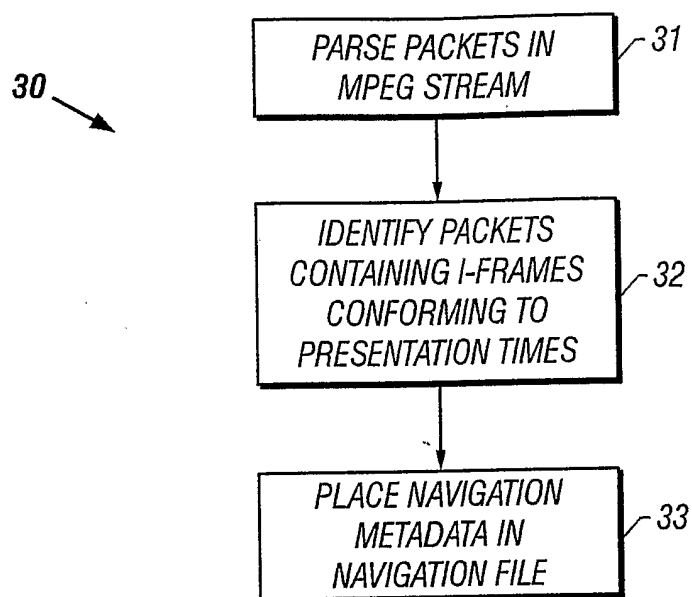 30
PARSE PACKETS IN
MPEG STREAM
31
IDENTIFY PACKETS
CONTAINING I-FRAMES
CONFORMING TO
PRESENTATION TIMES
32
PLACE NAVIGATION
METADATA IN
NAVIGATION FILE
33